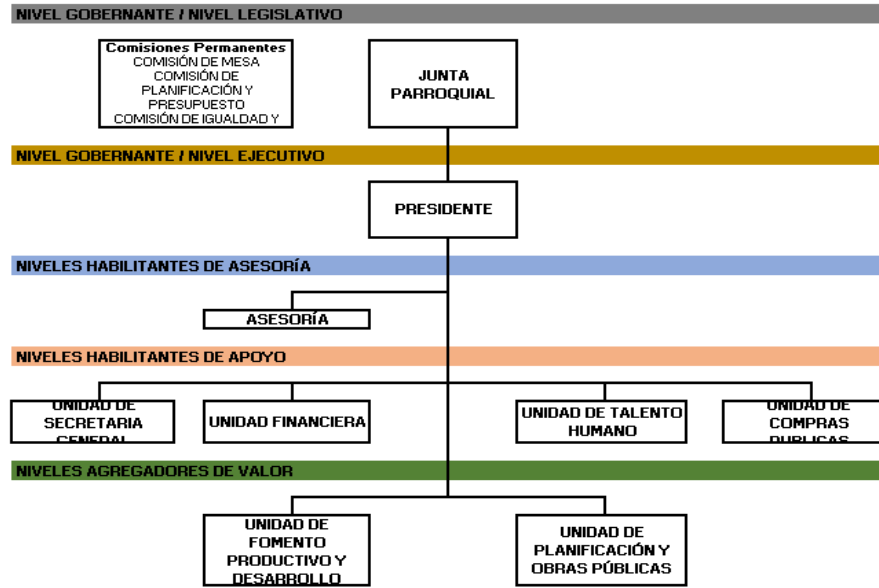 NIVEL GOBERNANTE / NIVEL LEGISLATIVO
Comisiones Permanentes
COMISIÓN DE MESA
COMISIÓN DE
PLANIFICACIÓN Y
PRESUPUESTO
COMISIÓN DE IGUALDAD Y
JUNTA
PARROQUIAL
NIVEL GOBERNANTE / NIVEL EJECUTIVO
PRESIDENTE
NIVELES HABILITANTES DE ASESORÍA
ASESORÍA
NIVELES HABILITANTES DE APOYO
UNIDAD DE
SECRETARIA
GENERAL
UNIDAD FINANCIERA
UNIDAD DE TALENTO
HUMANO
UNIDAD DE
COMPRAS
PUBLICAS
NIVELES AGREGADORES DE VALOR
UNIDAD DE
FOMENTO
PRODUCTIVO Y
DESARROLLO
UNIDAD DE
PLANIFICACIÓN Y
OBRAS PÚBLICAS